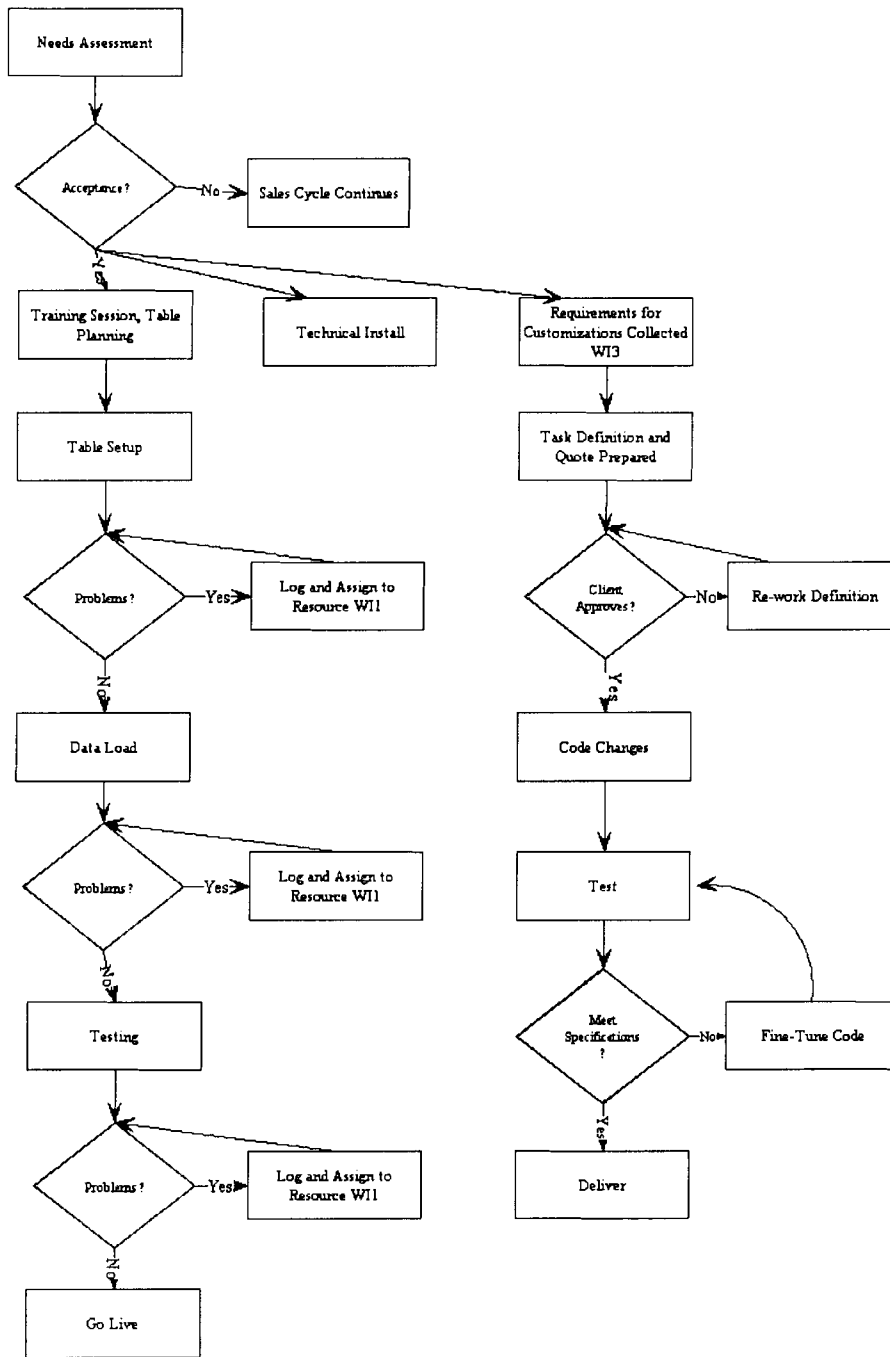 Needs Assessment
Acceptance?
No
Sales Cycle Continues
Yes
Training Session, Table
Planning
Technical Install
Requirements for
Customizations Collected
WI3
Table Setup
Task Definition and
Quote Prepared
Problems?
Yes
Log and Assign to
Resource WI1
Client
Approves?
No
Re-work Definition
No
Yes
Data Load
Code Changes
Problems?
Yes
Log and Assign to
Resource WI1
Test
No
Testing
Meet
Specifications
?
No
Fine-Tune Code
Yes
Problems?
Yes
Log and Assign to
Resource WI1
Deliver
No
Go Live